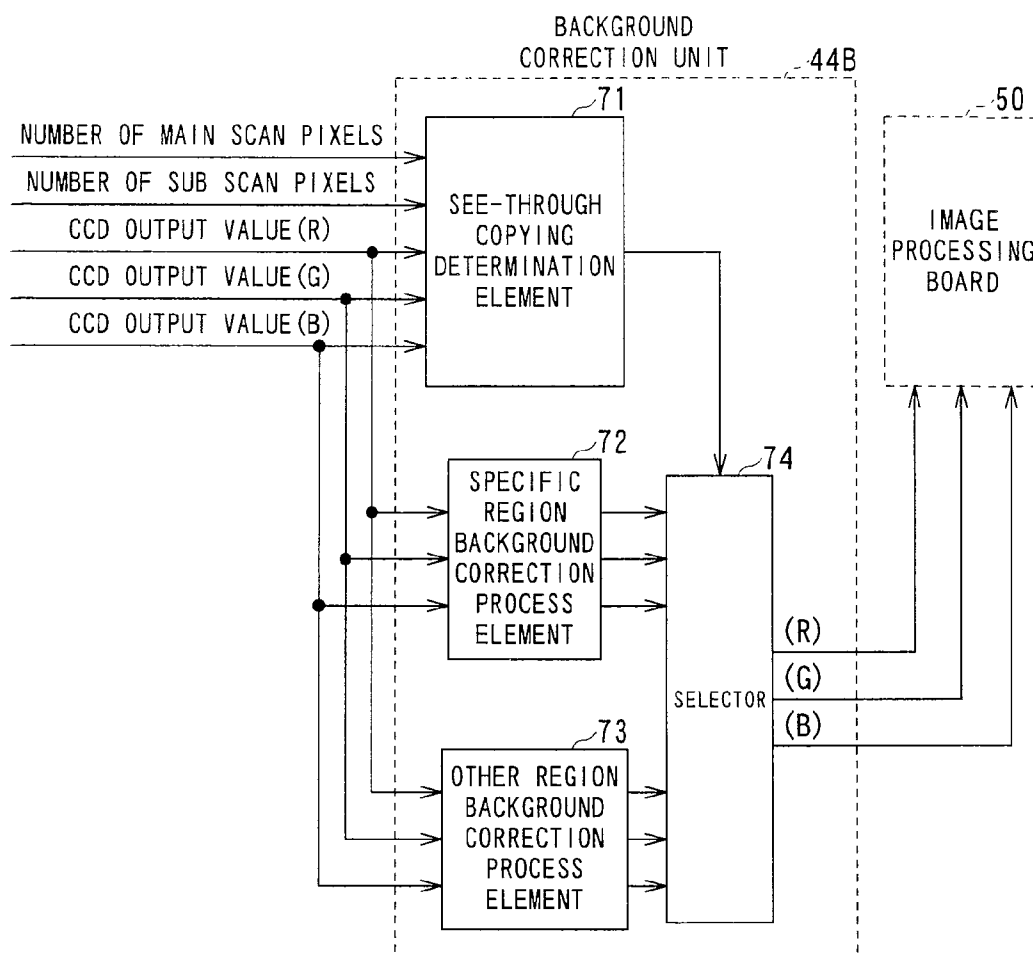 BACKGROUND
CORRECTION UNIT
44B
71
50
NUMBER OF MAIN SCAN PIXELS
NUMBER OF SUB SCAN PIXELS
CCD OUTPUT VALUE(R)
CCD OUTPUT VALUE(G)
CCD OUTPUT VALUE(B)
SEE-THROUGH
COPYING
DETERMINATION
ELEMENT
IMAGE
PROCESSING
BOARD
72
SPECIFIC
REGION
BACKGROUND
CORRECTION
PROCESS
ELEMENT
74
SELECTOR
(R)
(G)
(B)
73
OTHER REGION
BACKGROUND
CORRECTION
PROCESS
ELEMENT